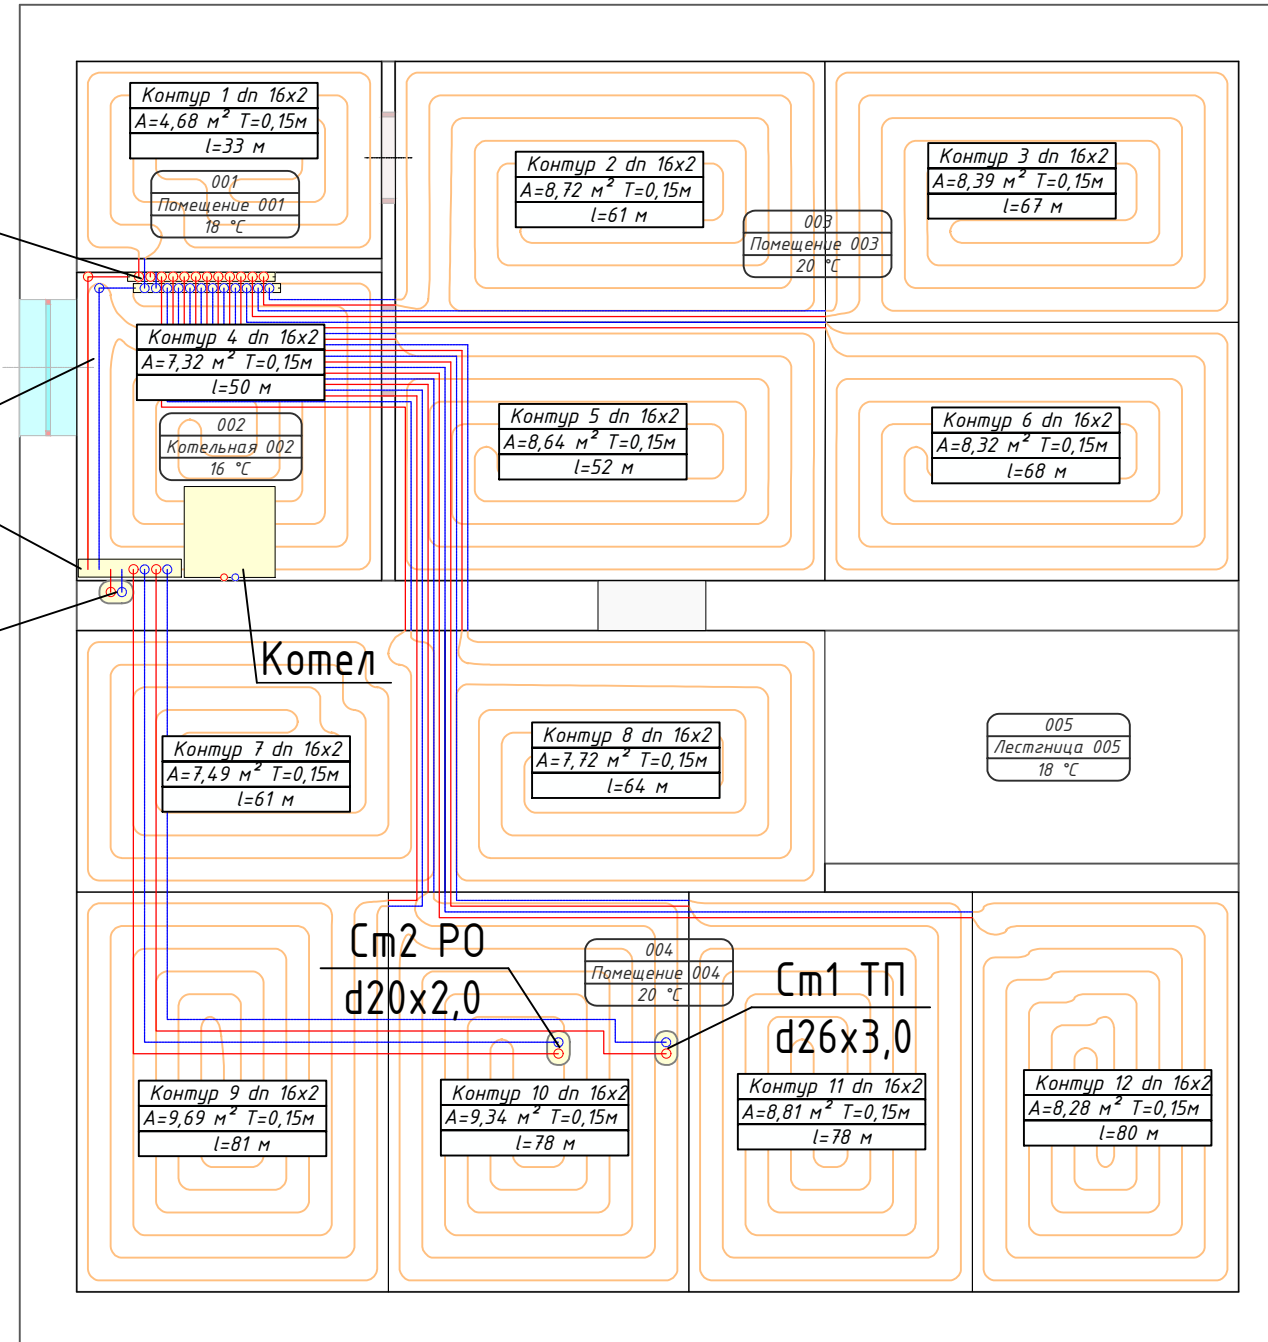 Контур 1 dn 16x2
A=4,68 м² T=0,15м
l=33 м
001
Помещение 001
18 °C
Контур 2 dn 16x2
A=8,72 м² T=0,15м
l=61 м
003
Помещение 003
20 °C
Контур 3 dn 16x2
A=8,39 м² T=0,15м
l=67 м
Контур 4 dn 16x2
A=7,32 м² T=0,15м
l=50 м
002
Котельная 002
16 °C
Контур 5 dn 16x2
A=8,64 м² T=0,15м
l=52 м
Контур 6 dn 16x2
A=8,32 м² T=0,15м
l=68 м
Котел
Контур 7 dn 16x2
A=7,49 м² T=0,15м
l=61 м
Контур 8 dn 16x2
A=7,72 м² T=0,15м
l=64 м
005
Лестгница 005
18 °C
Ст2 РО
d20x2,0
004
Помещение 004
20 °C
Ст1 ТП
d26x3,0
Контур 9 dn 16x2
A=9,69 м² T=0,15м
l=81 м
Контур 10 dn 16x2
A=9,34 м² T=0,15м
l=78 м
Контур 11 dn 16x2
A=8,81 м² T=0,15м
l=78 м
Контур 12 dn 16x2
A=8,28 м² T=0,15м
l=80 м